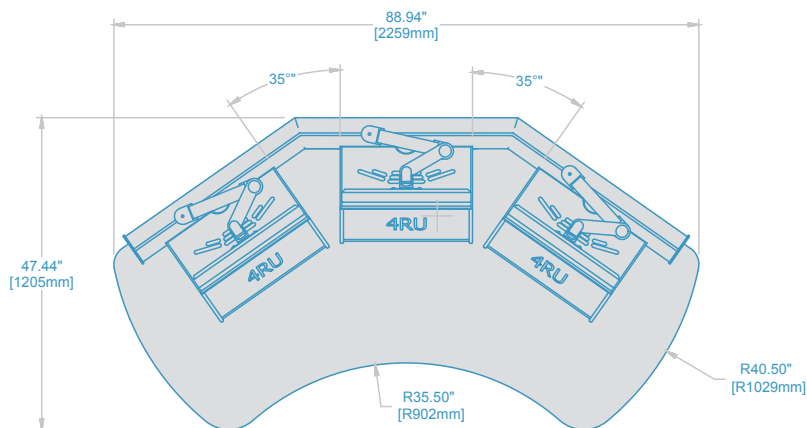 88.94"
[2259mm]
35°"
35°"
47.44"
[1205mm]
4RU
4RU
4RU
R40.50"
[R1029mm]
R35.50"
[R902mm]